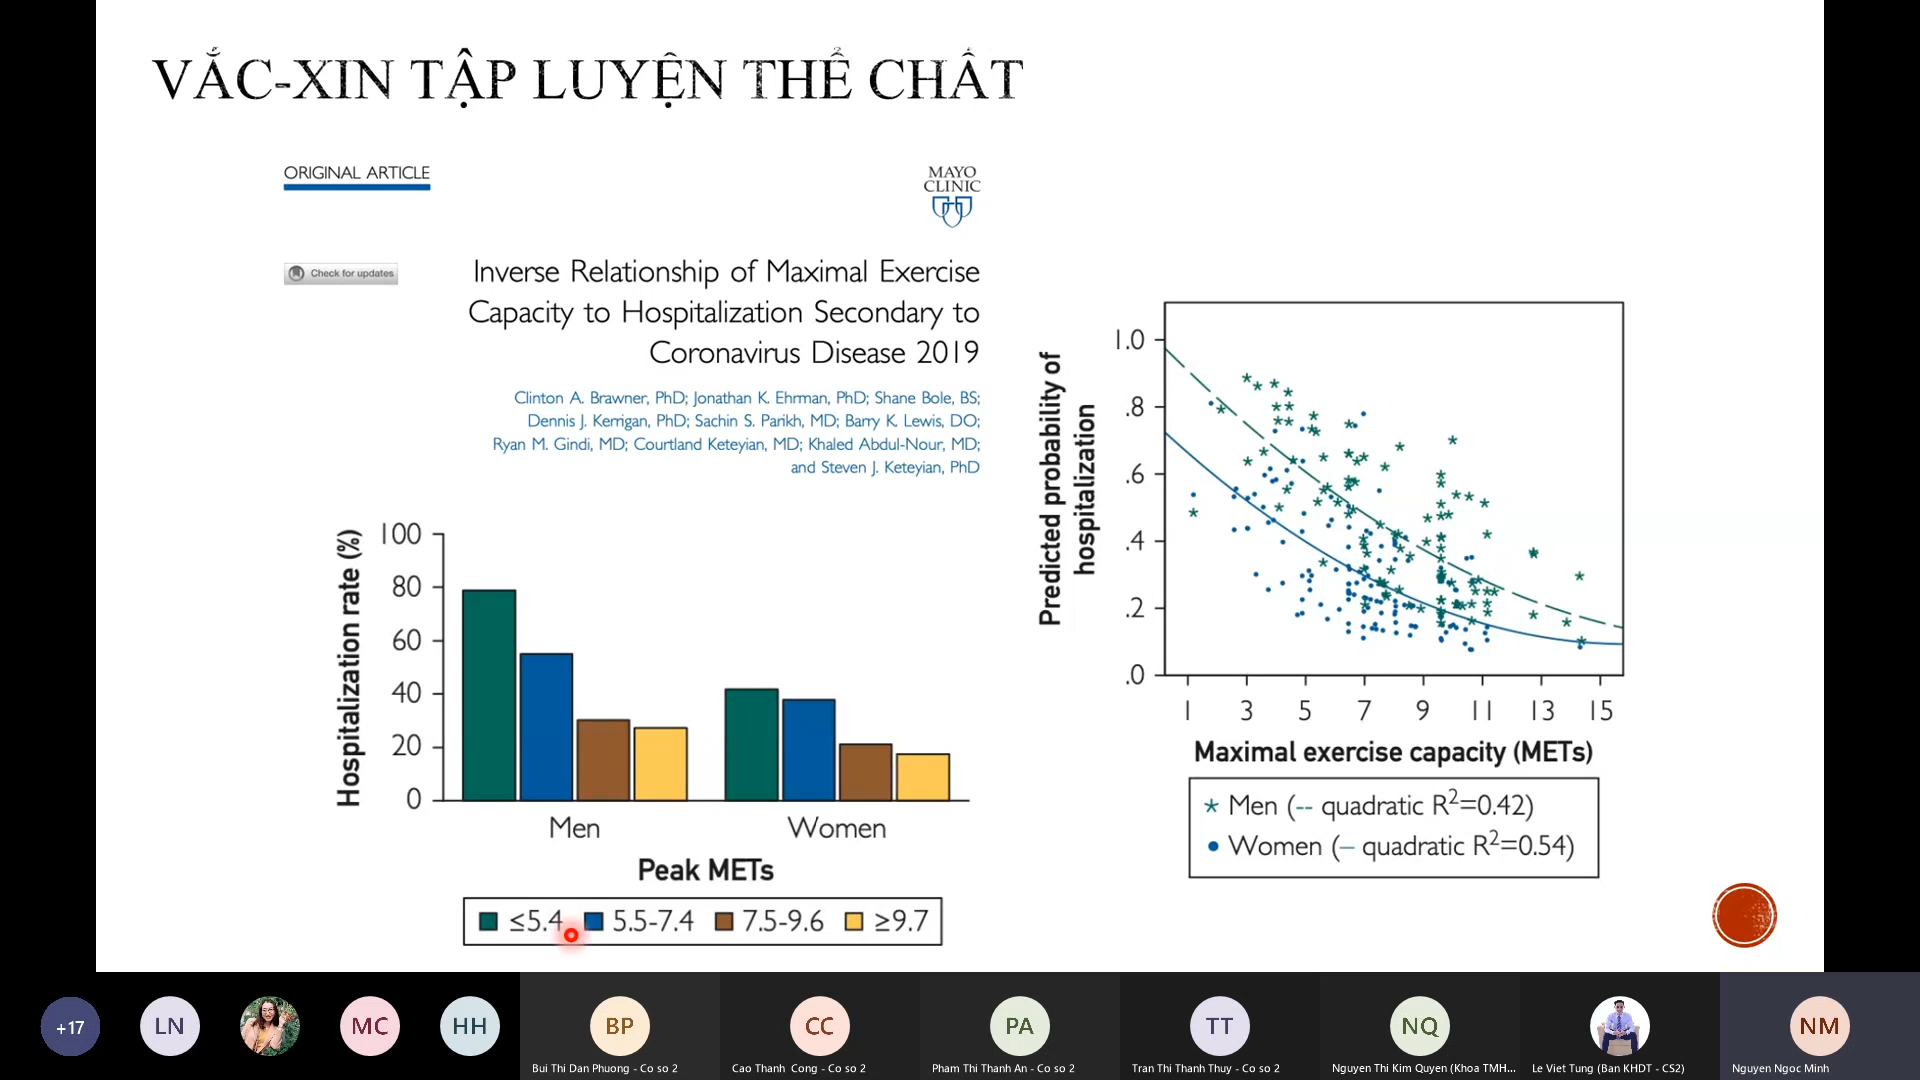 VẮC-XIN TẬP LUYỆN THỂ CHẤT
ORIGINAL ARTICLE
MAYO
CLINIC
Check for updates
Inverse Relationship of Maximal Exercise
Capacity to Hospitalization Secondary to
Coronavirus Disease 2019
Clinton A. Brawner, PhD; Jonathan K. Ehrman, PhD; Shane Bole, BS;
Dennis J. Kerrigan, PhD; Sachin S. Parikh, MD; Barry K. Lewis, DO;
Ryan M. Gindi, MD; Courtland Keteyian, MD; Khaled Abdul-Nour, MD;
and Steven J. Keteyian, PhD
Hospitalization rate (%)
100
80
60
40
20
0
Men Women
Peak METs
≤5.4 5.5-7.4 7.5-9.6 ≥9.7
Predicted probability of
hospitalization
1.0
.8
.6
.4
.2
.0
1 3 5 7 9 11 13 15
Maximal exercise capacity (METs)
* Men (-- quadratic R²=0.42)
• Women (– quadratic R²=0.54)
+17
LN
MC
HH
BP
CC
PA
TT
NQ
NM
Bui Thi Dan Phuong - Co so 2
Cao Thanh Cong - Co so 2
Pham Thi Thanh An - Co so 2
Tran Thi Thanh Thuy - Co so 2
Nguyen Thi Kim Quyen (Khoa TMH...
Le Viet Tung (Ban KHDT - CS2)
Nguyen Ngoc Minh